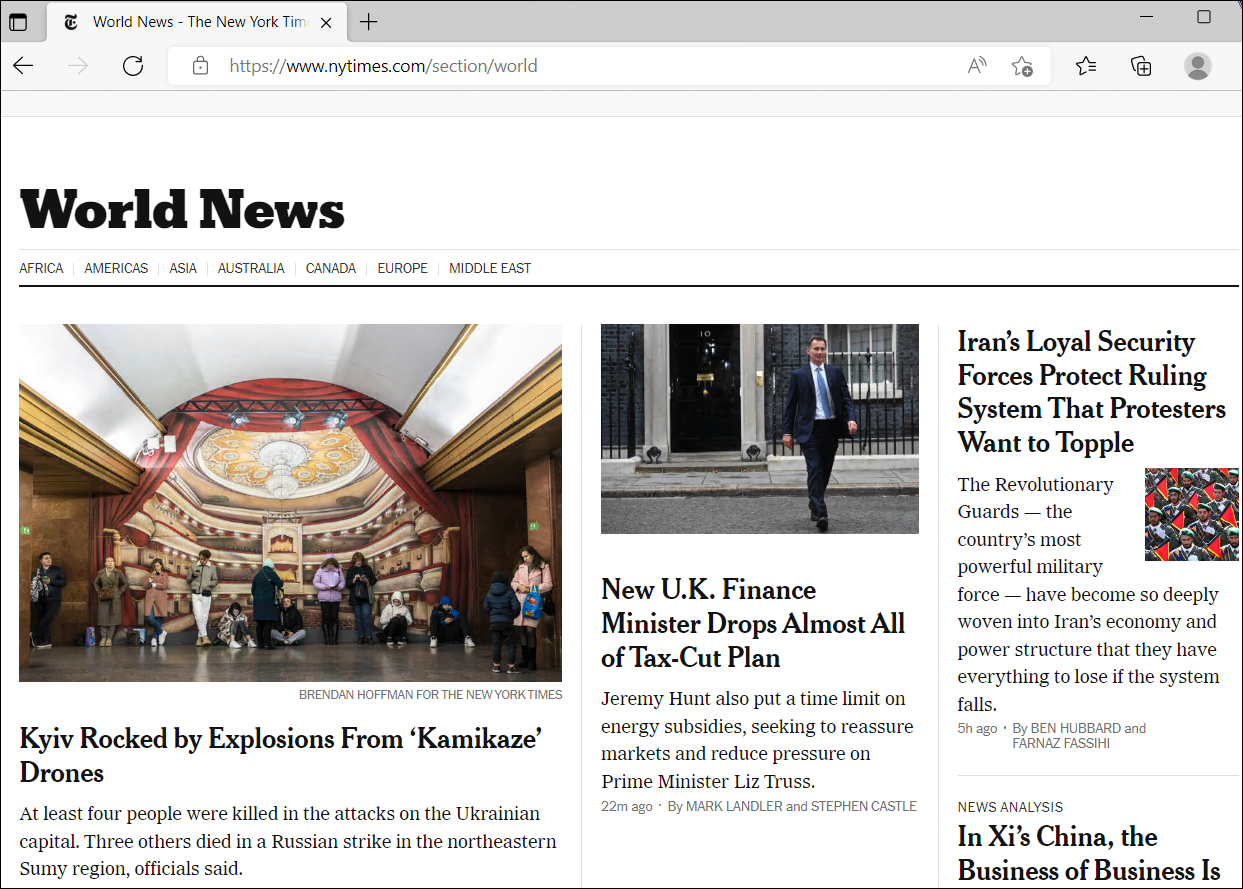 World News - The New York Tim
https://www.nytimes.com/section/world
World News
AFRICA
AMERICAS
ASIA
AUSTRALIA
CANADA
EUROPE
MIDDLE EAST
BRENDAN HOFFMAN FOR THE NEW YORK TIMES
Kyiv Rocked by Explosions From ‘Kamikaze’
Drones
At least four people were killed in the attacks on the Ukrainian
capital. Three others died in a Russian strike in the northeastern
Sumy region, officials said.
10
New U.K. Finance
Minister Drops Almost All
of Tax-Cut Plan
Jeremy Hunt also put a time limit on
energy subsidies, seeking to reassure
markets and reduce pressure on
Prime Minister Liz Truss.
22m ago · By MARK LANDLER and STEPHEN CASTLE
Iran’s Loyal Security
Forces Protect Ruling
System That Protesters
Want to Topple
The Revolutionary
Guards — the
country’s most
powerful military
force — have become so deeply
woven into Iran’s economy and
power structure that they have
everything to lose if the system
falls.
5h ago · By BEN HUBBARD and
FARNAZ FASSIHI
NEWS ANALYSIS
In Xi’s China, the
Business of Business Is